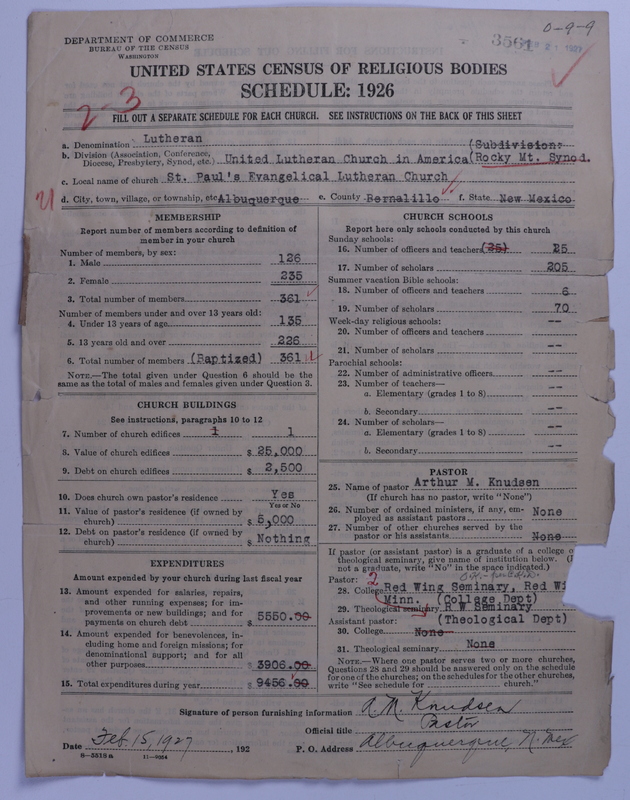 DEPARTMENT OF COMMERCE
BUREAU OF THE CENSUS
WASHINGTON
0-9-9
3561
1927
UNITED STATES CENSUS OF RELIGIOUS BODIES
SCHEDULE: 1926
2-3
FILL OUT A SEPARATE SCHEDULE FOR EACH CHURCH. SEE INSTRUCTIONS ON THE BACK OF THIS SHEET
a. Denomination Lutheran (Subdivision:
b. Division (Association, Conference, Diocese, Presbytery, Synod, etc.) United Lutheran Church in America (Rocky Mt. Synod.
c. Local name of church St. Paul's Evangelical Lutheran Church
d. City, town, village, or township, etc Albuquerque e. County Bernalillo f. State New Mexico
MEMBERSHIP
Report number of members according to definition of
member in your church
Number of members, by sex:
1. Male 126
2. Female 235
3. Total number of members 361
Number of members under and over 13 years old:
4. Under 13 years of age 135
5. 13 years old and over 226
6. Total number of members (Baptized) 361
NOTE.—The total given under Question 6 should be the
same as the total of males and females given under Question 3.
CHURCH BUILDINGS
See instructions, paragraphs 10 to 12
7. Number of church edifices 1 1
8. Value of church edifices $ 25,000
9. Debt on church edifices $ 2,500
10. Does church own pastor's residence Yes
Yes or No
11. Value of pastor's residence (if owned by
church) $ 5,000
12. Debt on pastor's residence (if owned by
church) $ Nothing
EXPENDITURES
Amount expended by your church during last fiscal year
13. Amount expended for salaries, repairs,
and other running expenses; for im-
provements or new buildings; and for
payments on church debt $ 5550.00
14. Amount expended for benevolences, in-
cluding home and foreign missions; for
denominational support; and for all
other purposes $ 3906.00
15. Total expenditures during year $ 9456.00
CHURCH SCHOOLS
Report here only schools conducted by this church
Sunday schools:
16. Number of officers and teachers (25) 25
17. Number of scholars 205
Summer vacation Bible schools:
18. Number of officers and teachers 6
19. Number of scholars 70
Week-day religious schools:
20. Number of officers and teachers --
21. Number of scholars --
Parochial schools:
22. Number of administrative officers --
23. Number of teachers—
a. Elementary (grades 1 to 8) --
b. Secondary --
24. Number of scholars—
a. Elementary (grades 1 to 8) --
b. Secondary --
PASTOR
25. Name of pastor Arthur M. Knudsen
(If church has no pastor, write "None")
26. Number of ordained ministers, if any, em-
ployed as assistant pastors None
27. Number of other churches served by the
pastor or his assistants None
If pastor (or assistant pastor) is a graduate of a college o
theological seminary, give name of institution below. (I
not a graduate, write "No" in the space indicated.)
Pastor:
2
28. College Red Wing Seminary, Red Wi
Minn. (College Dept)
29. Theological seminary R W Seminary
Assistant pastor: (Theological Dept)
30. College None
31. Theological seminary None
NOTE.—Where one pastor serves two or more churches,
Questions 28 and 29 should be answered only on the schedule
for one of the churches; on the schedules for the other churches,
write "See schedule for church."
Signature of person furnishing information A. M. Knudsen
Official title Pastor
Date Feb. 15, 1927, 192 P. O. Address Albuquerque, N. Mex
8-5518a 11-9054